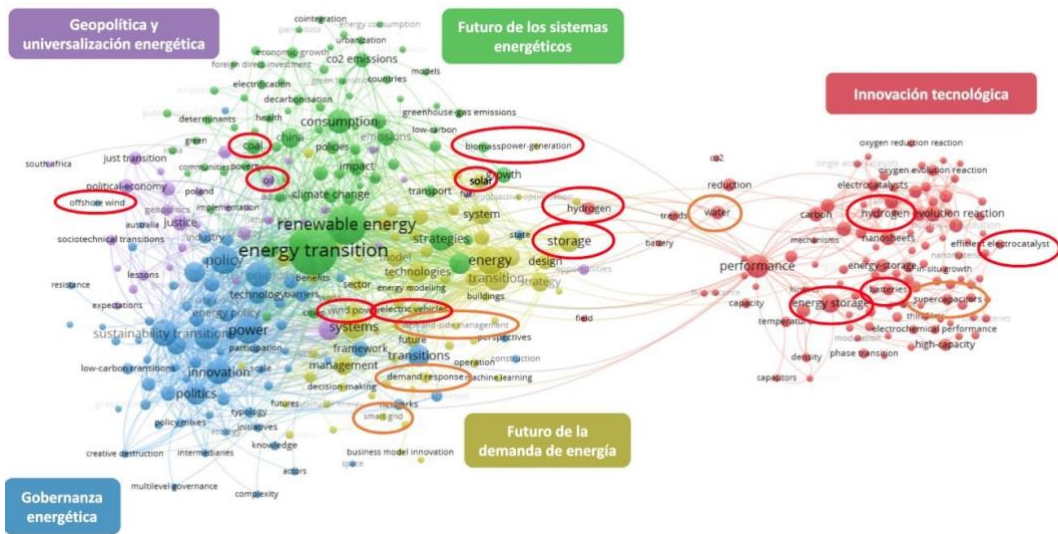 Geopolítica y
universalización energética
Futuro de los sistemas
energéticos
Innovación tecnológica
cointegration
energy consumption
urbanization
economic-growth
co2 emissions
foreign direct investment
models
countries
electrification
decarbonisation
determinants
health
greenhouse-gas emissions
consumption
green
low-carbon
china
emissions
coal
policies
biomass
power-generation
communities
poverty
impact
south africa
just transition
oil
solar
growth
climate change
transport
political-economy
poland
implementation
offshore wind
geopolitics
system
hydrogen
australia
justice
renewable energy
industry
state
sociotechnical transitions
energy transition
strategies
storage
battery
policy
model
energy
design
resistance
lessons
benefits
technologies
transition
opportunities
technology
barriers
sector
energy modeling
strategy
expectations
energy policy
buildings
wind power
electric vehicles
field
sustainability transitions
power
systems
demand-side management
future
perspectives
participation
framework
transitions
construction
low-carbon transitions
scale
management
operation
innovation
decision-making
demand response
machine learning
politics
futures
networks
typology
smart grid
policy mixes
initiatives
knowledge
creative destruction
intermediaries
business model innovation
actors
space
multilevel governance
complexity
oxygen reduction reaction
co2
oxygen evolution reaction
electrocatalysts
reduction
trends
water
carbon
hydrogen
evolution reaction
mechanisms
nanosheets
efficient electrocatalyst
performance
energy-storage
in-situ growth
capacity
batteries
energy storage
supercapacitors
temperature
electrochemical performance
high-capacity
phase transition
density
capacitors
Futuro de la
demanda de energía
Gobernanza
energética